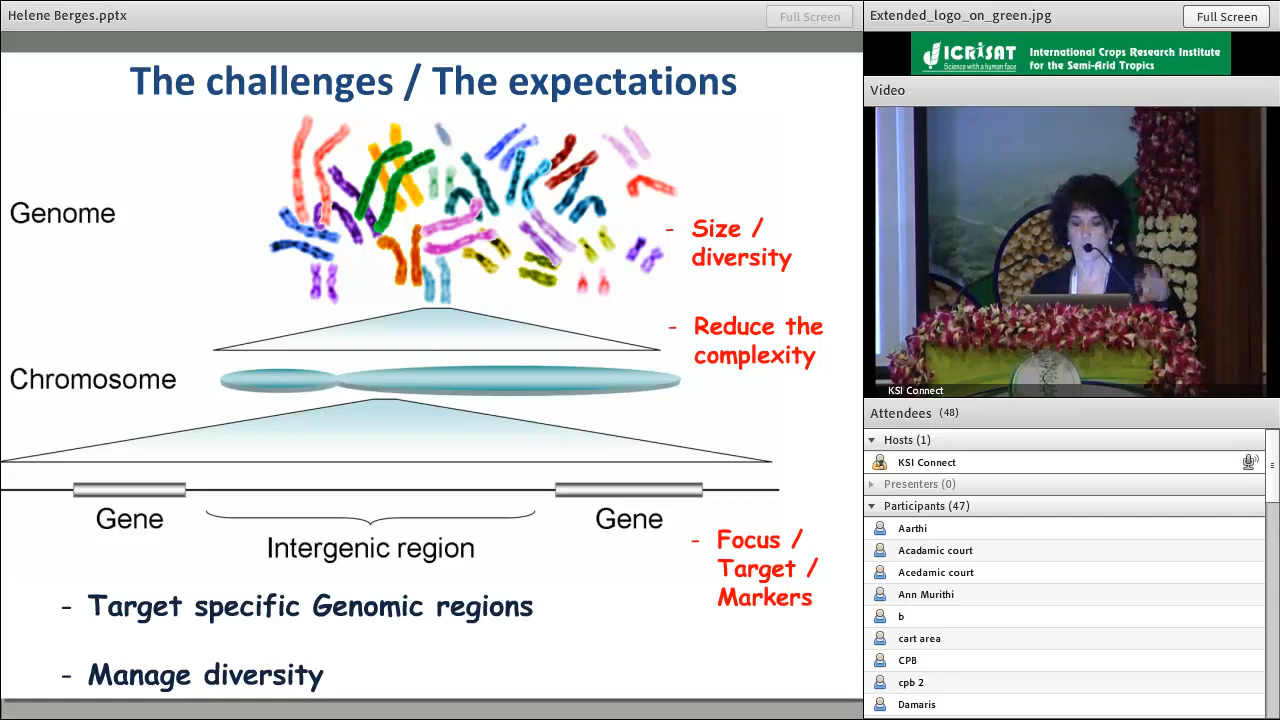 Helene Berges.pptx
Full Screen
The challenges / The expectations
Genome
- Size /
diversity
- Reduce the
complexity
Chromosome
Gene
Gene
Intergenic region
- Focus /
Target /
Markers
- Target specific Genomic regions
- Manage diversity
Extended_logo_on_green.jpg
Full Screen
ICRISAT
Science with a human face
International Crops Research Institute
for the Semi-Arid Tropics
Video
KSI Connect
Attendees (48)
Hosts (1)
KSI Connect
Presenters (0)
Participants (47)
Aarthi
Acadamic court
Acedamic court
Ann Murithi
b
cart area
CPB
cpb 2
Damaris